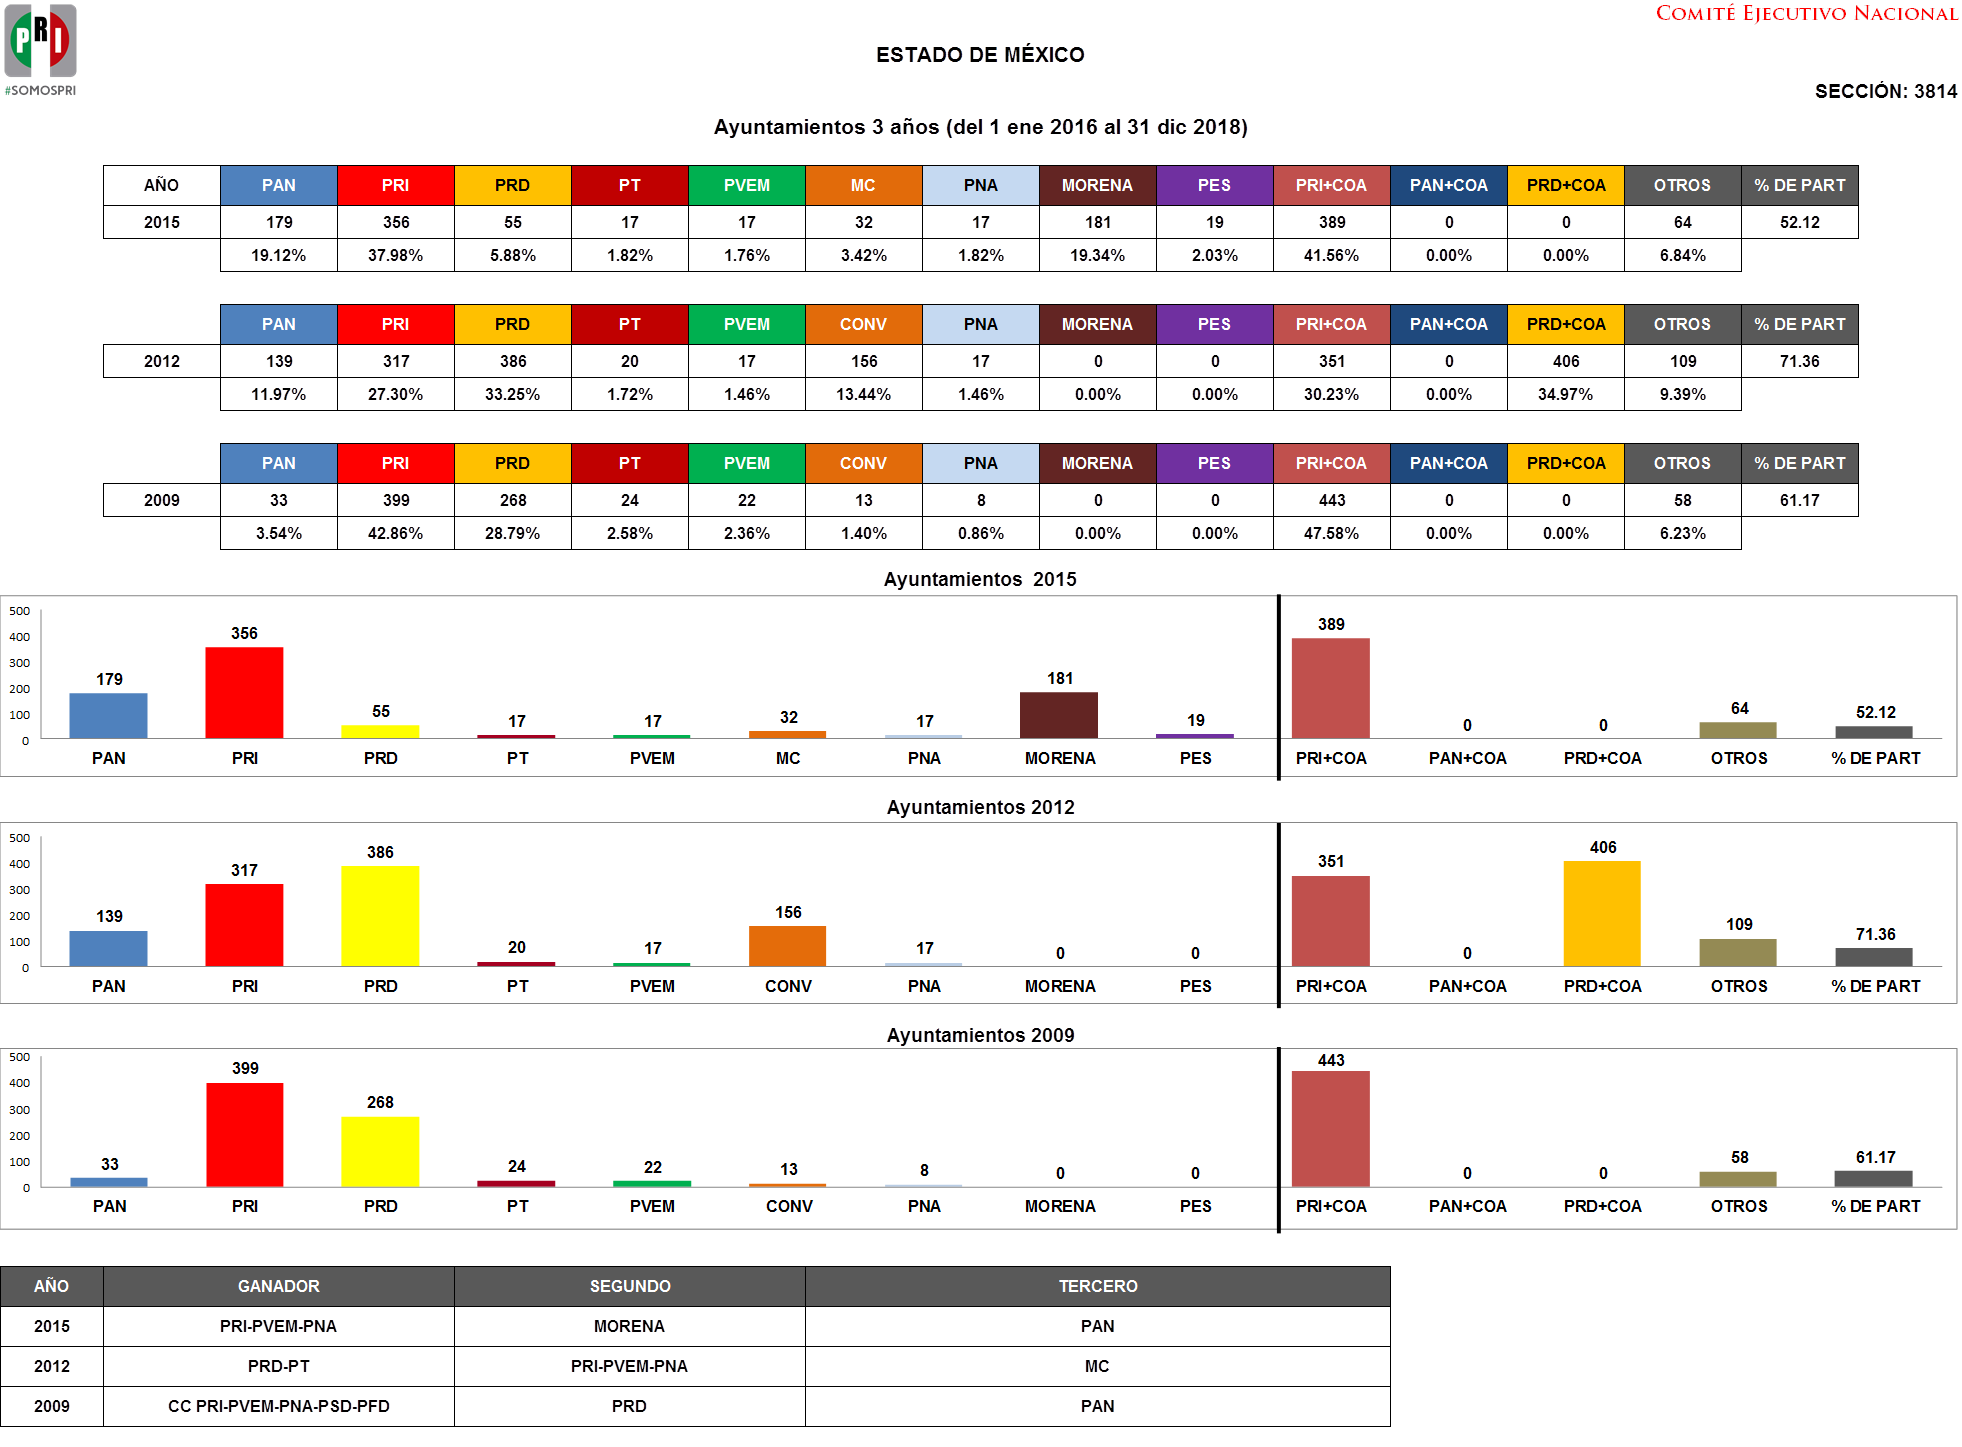 PRI
#SOMOSPRI
COMITÉ EJECUTIVO NACIONAL
ESTADO DE MÉXICO
SECCIÓN: 3814
Ayuntamientos 3 años (del 1 ene 2016 al 31 dic 2018)
AÑO PAN PRI PRD PT PVEM MC PNA MORENA PES PRI+COA PAN+COA PRD+COA OTROS % DE PART
2015 179 356 55 17 17 32 17 181 19 389 0 0 64 52.12
19.12% 37.98% 5.88% 1.82% 1.76% 3.42% 1.82% 19.34% 2.03% 41.56% 0.00% 0.00% 6.84%
PAN PRI PRD PT PVEM CONV PNA MORENA PES PRI+COA PAN+COA PRD+COA OTROS % DE PART
2012 139 317 386 20 17 156 17 0 0 351 0 406 109 71.36
11.97% 27.30% 33.25% 1.72% 1.46% 13.44% 1.46% 0.00% 0.00% 30.23% 0.00% 34.97% 9.39%
PAN PRI PRD PT PVEM CONV PNA MORENA PES PRI+COA PAN+COA PRD+COA OTROS % DE PART
2009 33 399 268 24 22 13 8 0 0 443 0 0 58 61.17
3.54% 42.86% 28.79% 2.58% 2.36% 1.40% 0.86% 0.00% 0.00% 47.58% 0.00% 0.00% 6.23%
Ayuntamientos 2015
500
400
300
200
100
0
179 356 55 17 17 32 17 181 19 389 0 0 64 52.12
PAN PRI PRD PT PVEM MC PNA MORENA PES PRI+COA PAN+COA PRD+COA OTROS % DE PART
Ayuntamientos 2012
500
400
300
200
100
0
139 317 386 20 17 156 17 0 0 351 0 406 109 71.36
PAN PRI PRD PT PVEM CONV PNA MORENA PES PRI+COA PAN+COA PRD+COA OTROS % DE PART
Ayuntamientos 2009
500
400
300
200
100
0
33 399 268 24 22 13 8 0 0 443 0 0 58 61.17
PAN PRI PRD PT PVEM CONV PNA MORENA PES PRI+COA PAN+COA PRD+COA OTROS % DE PART
AÑO GANADOR SEGUNDO TERCERO
2015 PRI-PVEM-PNA MORENA PAN
2012 PRD-PT PRI-PVEM-PNA MC
2009 CC PRI-PVEM-PNA-PSD-PFD PRD PAN